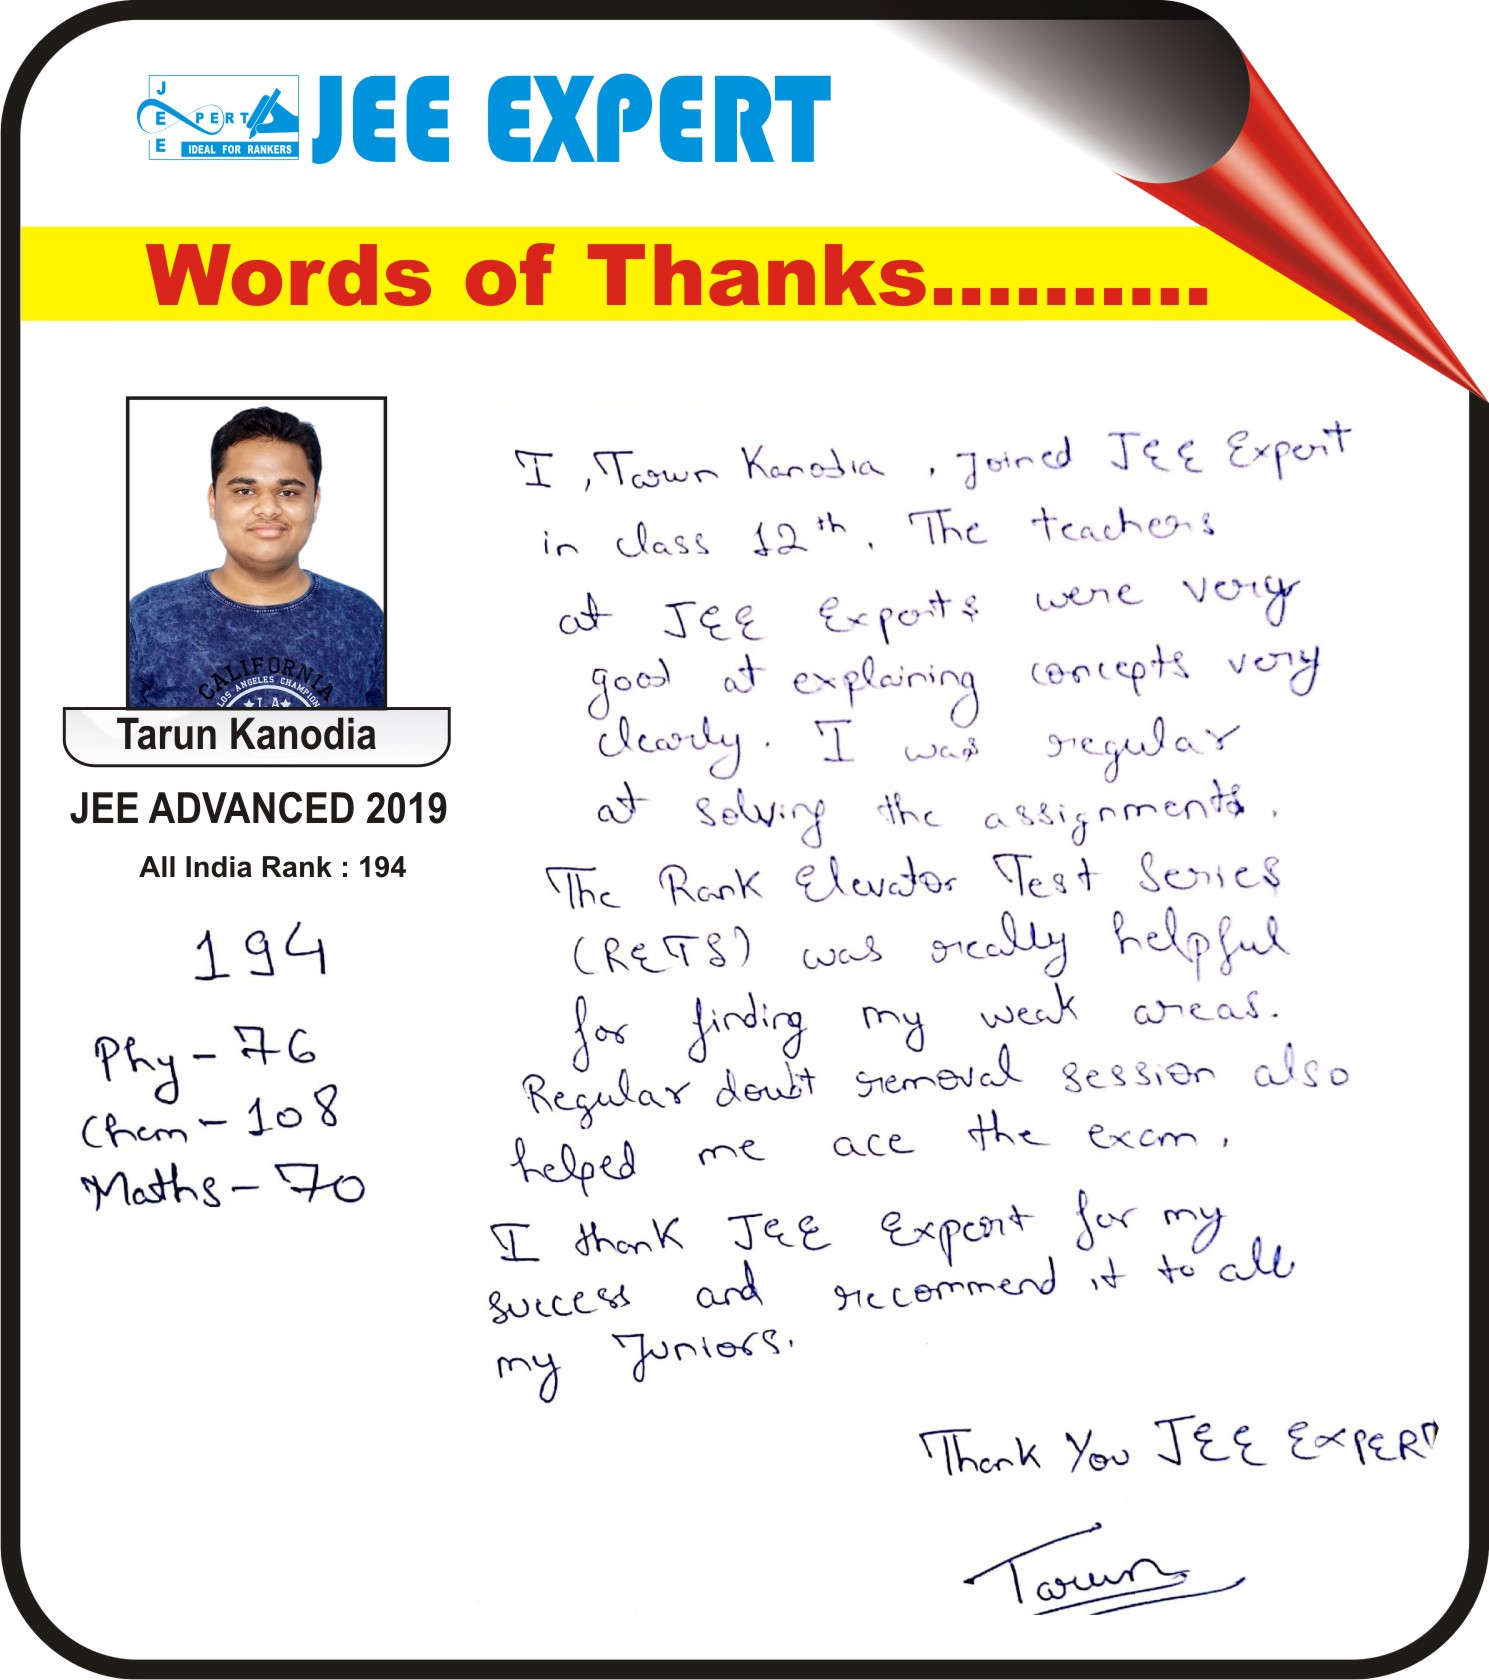 J
E PERT
E IDEAL FOR RANKERS
JEE EXPERT
Words of Thanks..........
CALIFORNIA
LOS ANGELES CHAMPION
L.A
Tarun Kanodia
JEE ADVANCED 2019
All India Rank : 194
194
Phy - 76
Chem - 108
Maths - 70
I , Tarun Kanodia , joined JEE Expert
in class 12th. The teachers
at JEE Experts were very
good at explaining concepts very
clearly. I was regular
at solving the assignments.
The Rank Elevator Test Series
(RETS) was really helpful
for finding my weak areas.
Regular doubt removal session also
helped me ace the exam.
I thank JEE Expert for my
success and recommend it to all
my Juniors.
Thank You JEE EXPERT
Tarun